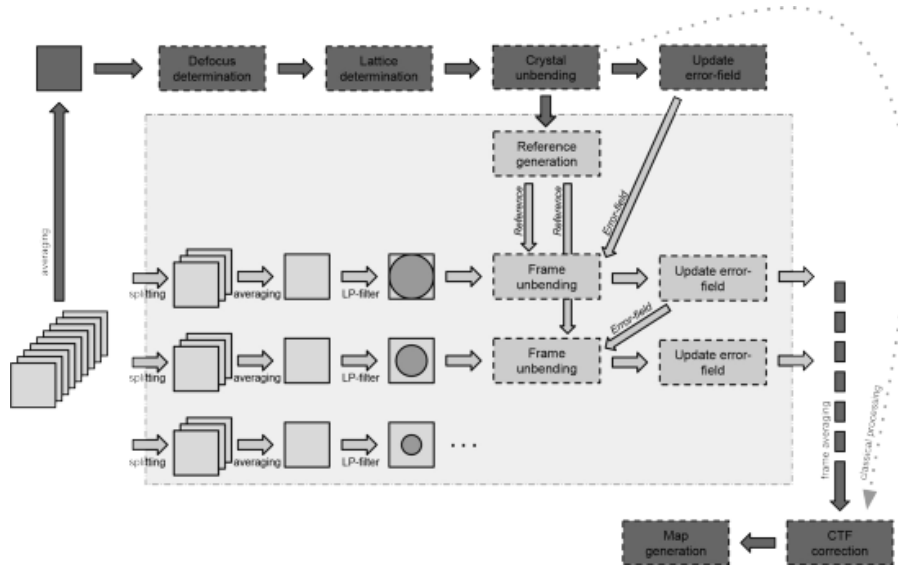 Defocus
determination
Lattice
determination
Crystal
unbending
Update
error-field
Reference
generation
Reference
Reference
Error-field
averaging
splitting
averaging
LP-filter
Frame
unbending
Update error-
field
Error-field
splitting
averaging
LP-filter
Frame
unbending
Update error-
field
splitting
averaging
LP-filter
...
frame averaging
classical processing
Map
generation
CTF
correction